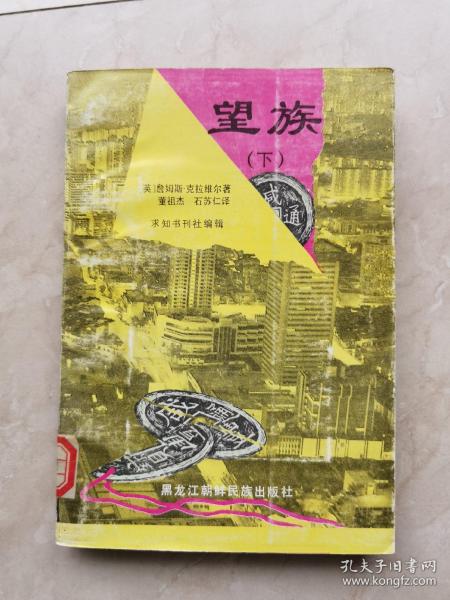 望族
(下)
[英]詹姆斯·克拉维尔著
董祖杰 石苏仁译
求知书刊社编辑
咸
通
黑龙江朝鲜民族出版社
孔夫子旧书网
www.kongfz.com